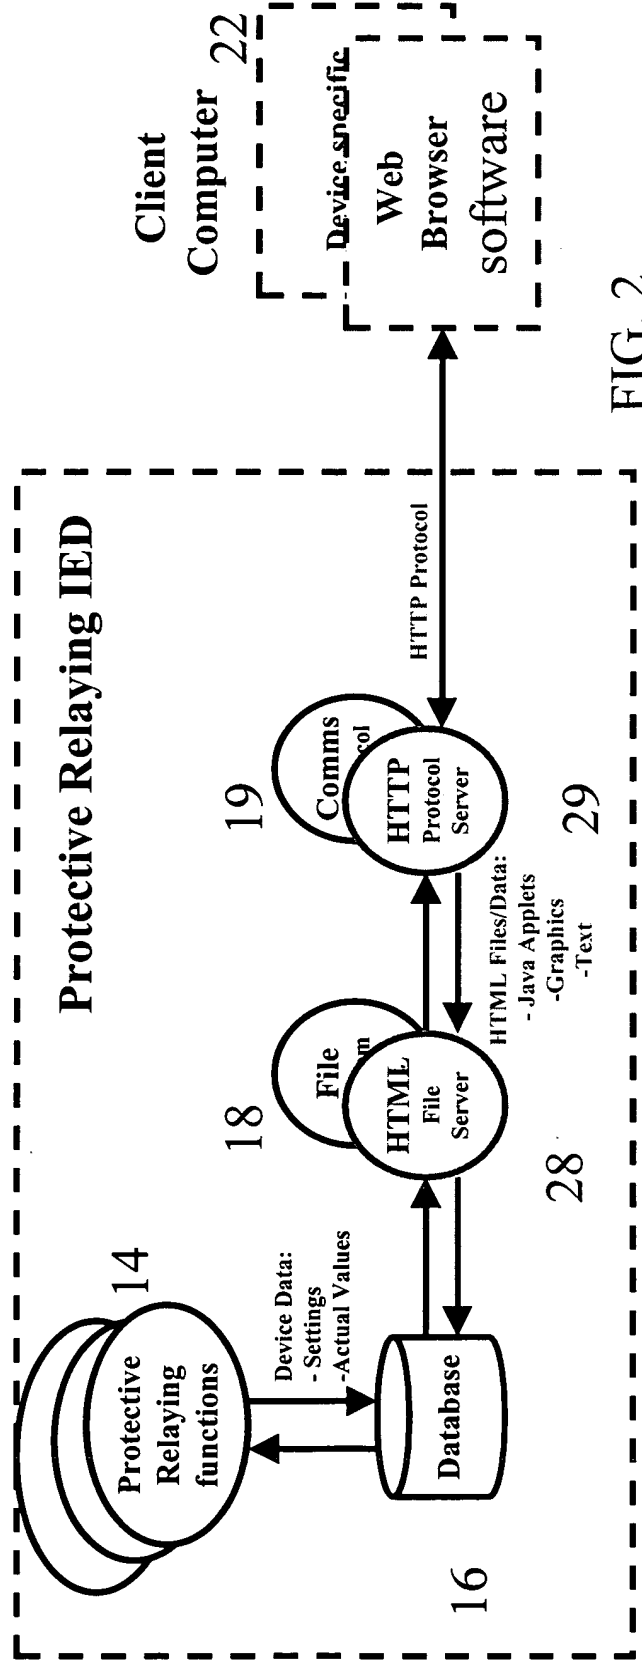 Protective Relaying IED
14
Protective
Relaying
functions
Device Data:
- Settings
-Actual Values
16
Database
18
File
HTML
File
Server
28
HTML Files/Data:
- Java Applets
-Graphics
-Text
19
Comms
col
HTTP
Protocol
Server
29
HTTP Protocol
Client
Computer
22
Device specific
Web
Browser
software
FIG. 2